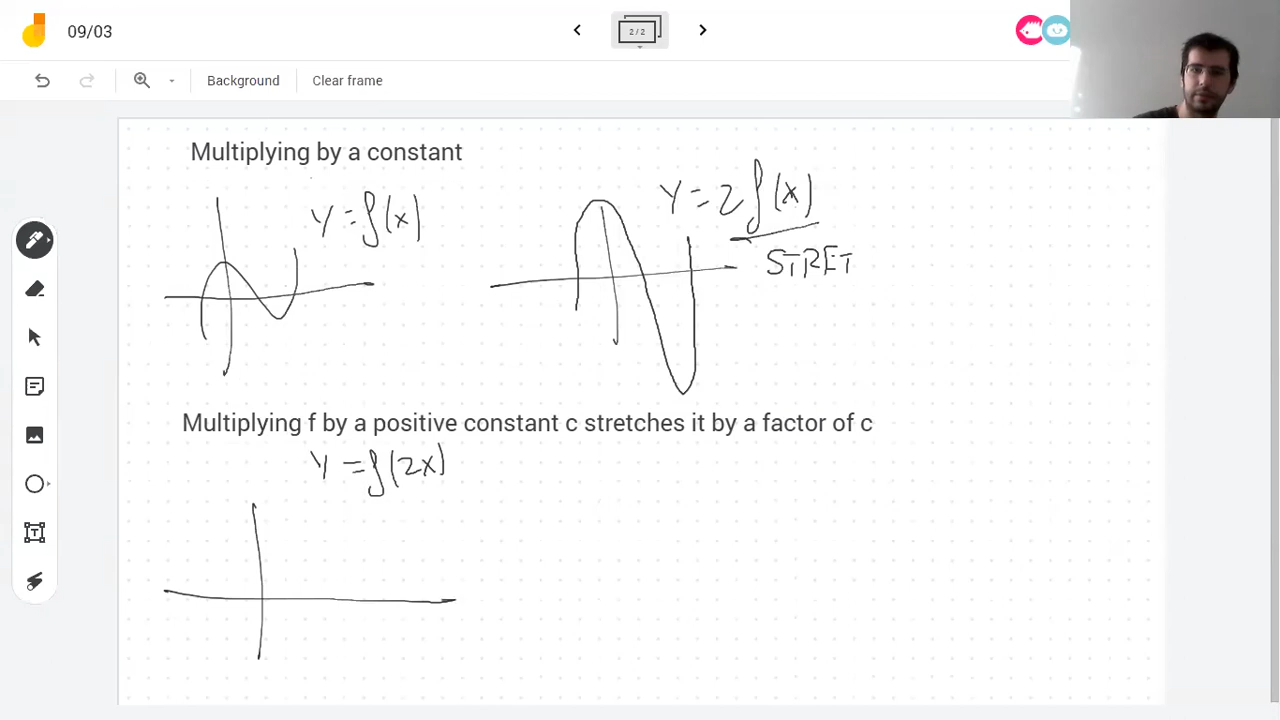 09/03
2 / 2
Background
Clear frame
Multiplying by a constant
y = f(x)
y = 2f(x)
STRET
Multiplying f by a positive constant c stretches it by a factor of c
y = f(2x)
T